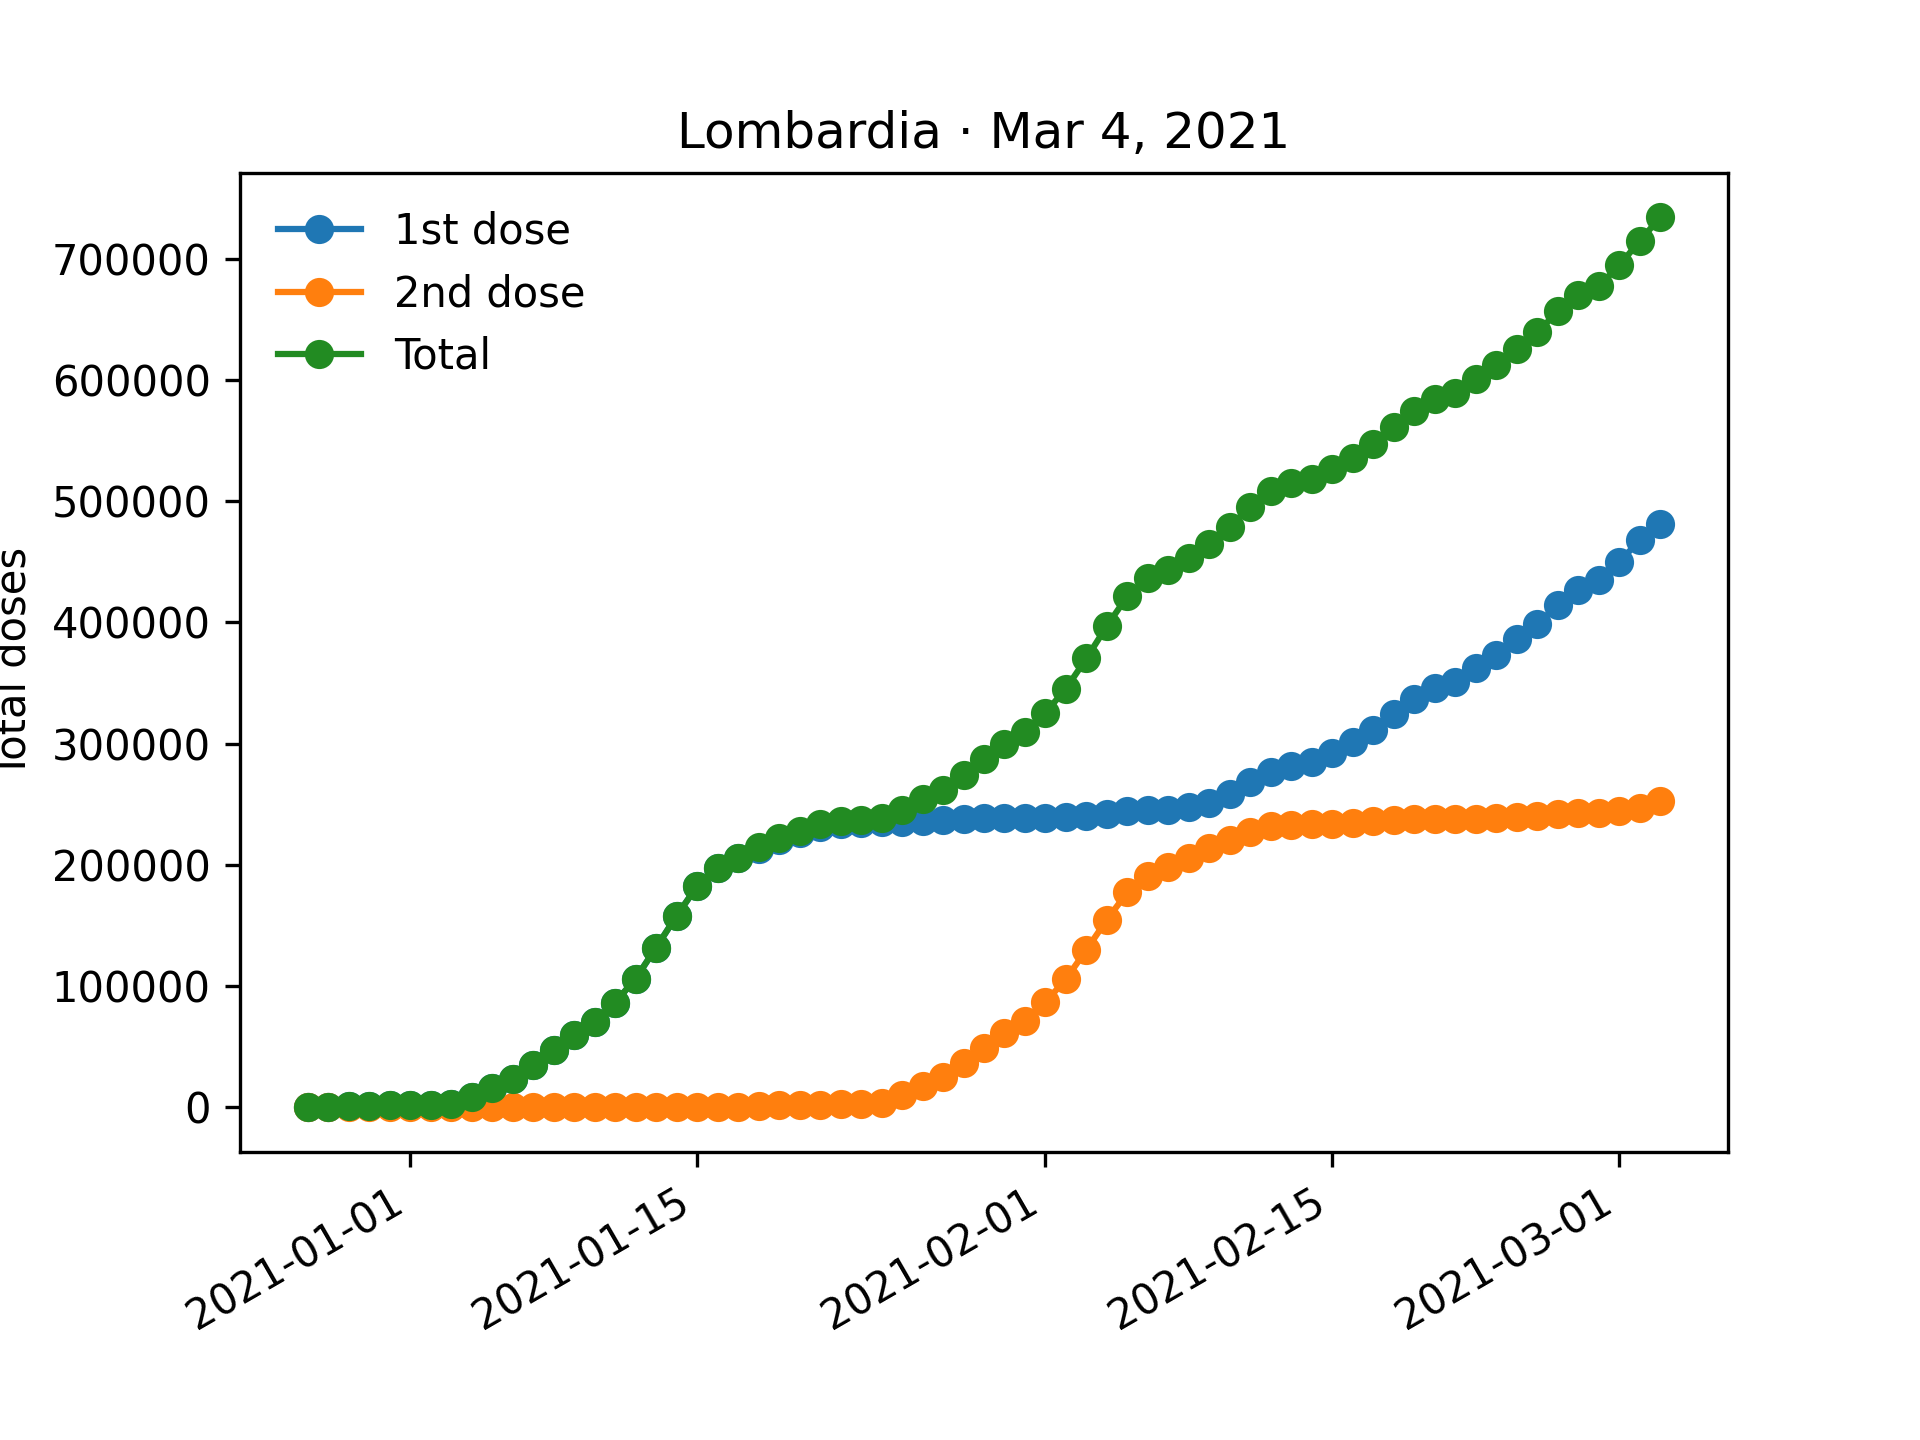 Lombardia · Mar 4, 2021
1st dose
2nd dose
Total
700000
600000
500000
400000
300000
200000
100000
0
Total doses
2021-01-01
2021-01-15
2021-02-01
2021-02-15
2021-03-01